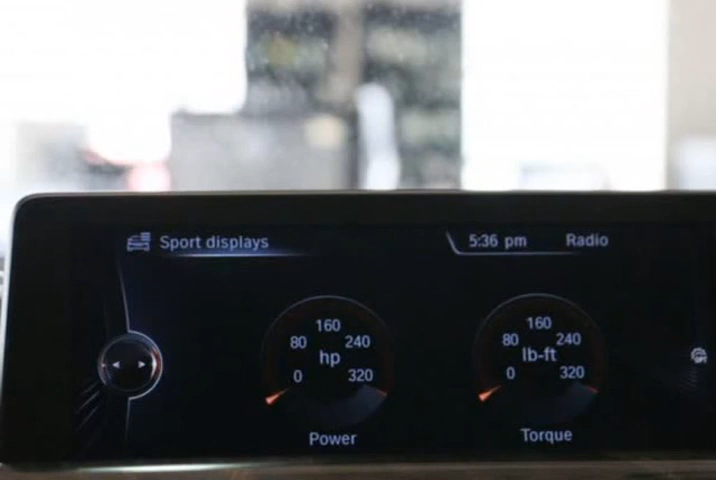 Sport displays
5:36 pm Radio
160
80 240
hp
0 320
Power
160
80 240
lb-ft
0 320
Torque